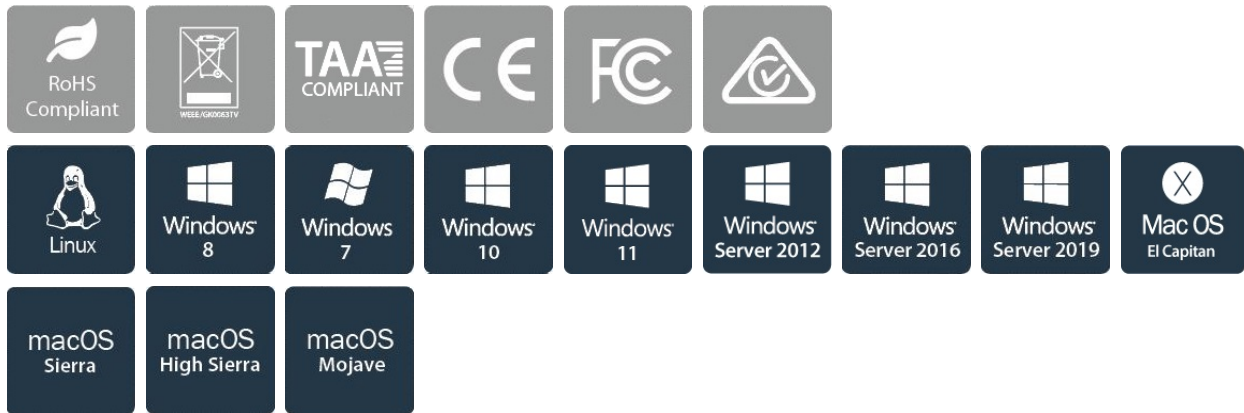 RoHS
Compliant
WEEE/GK0063TV
TAA
COMPLIANT
CE
FC
Linux
Windows
8
Windows
7
Windows
10
Windows
11
Windows
Server 2012
Windows
Server 2016
Windows
Server 2019
X
Mac OS
El Capitan
macOS
Sierra
macOS
High Sierra
macOS
Mojave